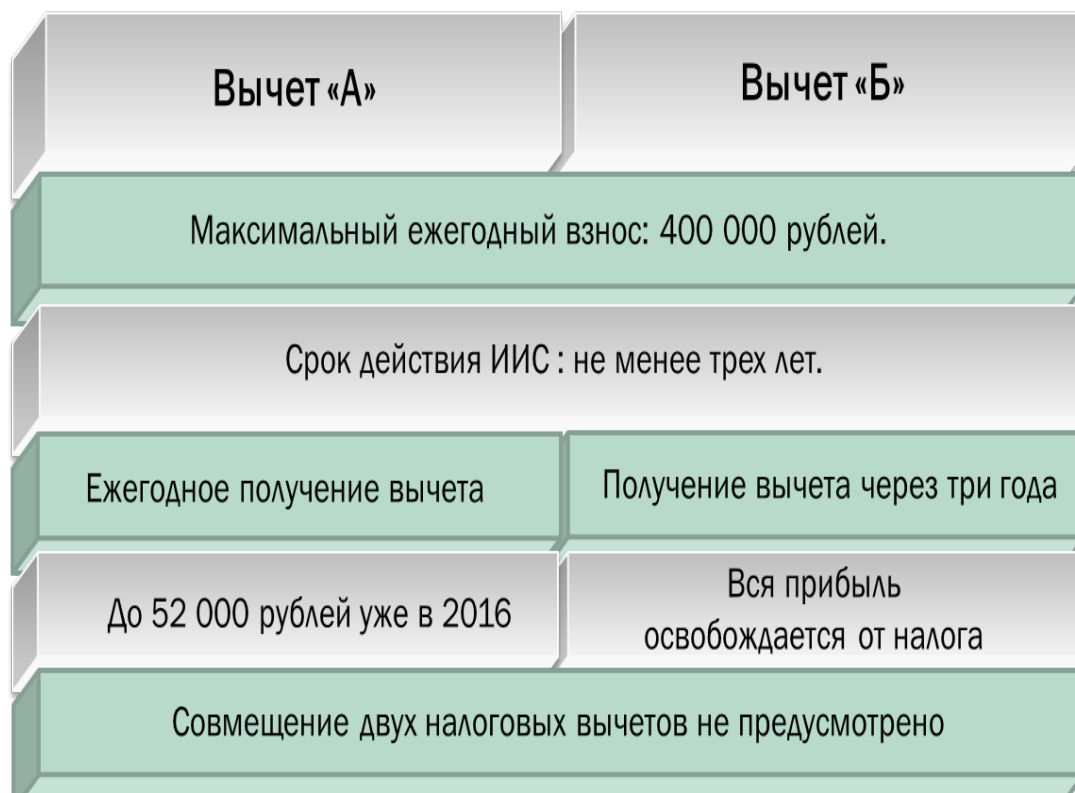 Вычет «А»
Вычет «Б»
Максимальный ежегодный взнос: 400 000 рублей.
Срок действия ИИС : не менее трех лет.
Ежегодное получение вычета
Получение вычета через три года
До 52 000 рублей уже в 2016
Вся прибыль
освобождается от налога
Совмещение двух налоговых вычетов не предусмотрено